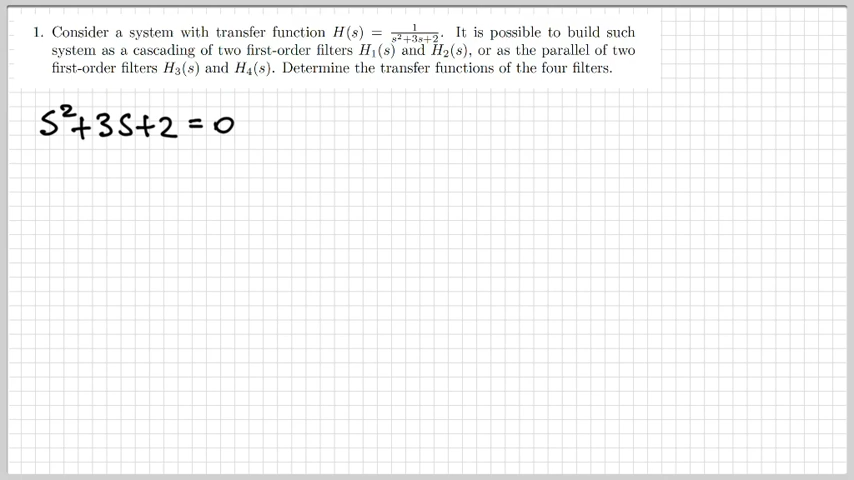 1. Consider a system with transfer function H(s) = 1/(s²+3s+2). It is possible to build such
system as a cascading of two first-order filters H₁(s) and H₂(s), or as the parallel of two
first-order filters H₃(s) and H₄(s). Determine the transfer functions of the four filters.
S²+3S+2 = 0